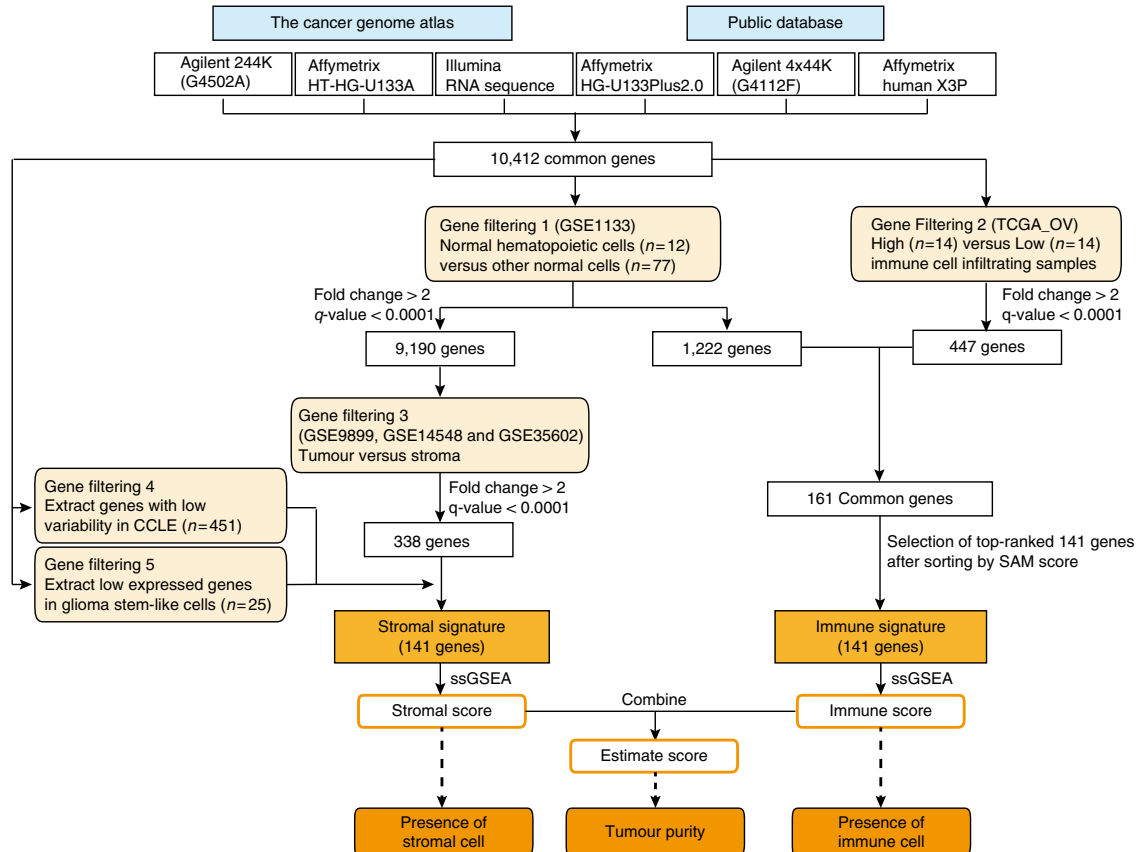 The cancer genome atlas
Public database
Agilent 244K
(G4502A)
Affymetrix
HT-HG-U133A
Illumina
RNA sequence
Affymetrix
HG-U133Plus2.0
Agilent 4x44K
(G4112F)
Affymetrix
human X3P
10,412 common genes
Gene filtering 1 (GSE1133)
Normal hematopoietic cells (n=12)
versus other normal cells (n=77)
Gene Filtering 2 (TCGA_OV)
High (n=14) versus Low (n=14)
immune cell infiltrating samples
Fold change > 2
q-value < 0.0001
Fold change > 2
q-value < 0.0001
9,190 genes
1,222 genes
447 genes
Gene filtering 3
(GSE9899, GSE14548 and GSE35602)
Tumour versus stroma
Gene filtering 4
Extract genes with low
variability in CCLE (n=451)
Fold change > 2
q-value < 0.0001
161 Common genes
338 genes
Gene filtering 5
Extract low expressed genes
in glioma stem-like cells (n=25)
Selection of top-ranked 141 genes
after sorting by SAM score
Stromal signature
(141 genes)
Immune signature
(141 genes)
ssGSEA
ssGSEA
Stromal score
Combine
Immune score
Estimate score
Presence of
stromal cell
Tumour purity
Presence of
immune cell